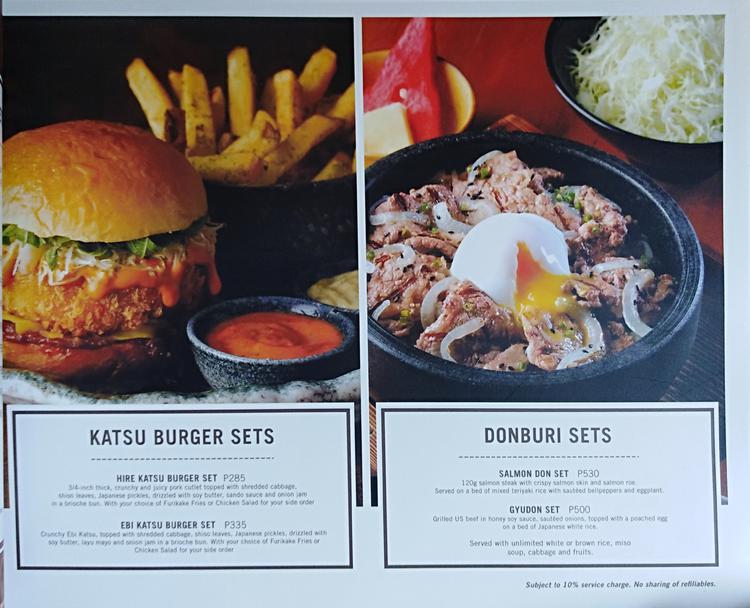 KATSU BURGER SETS
HIRE KATSU BURGER SET P285
3/4-inch thick, crunchy and juicy pork cutlet topped with shredded cabbage,
shiso leaves, Japanese pickles, drizzled with soy butter, sando sauce and onion jam
in a brioche bun. With your choice of Furikake Fries or Chicken Salad for your side order
EBI KATSU BURGER SET P335
Crunchy Ebi Katsu, topped with shredded cabbage, shiso leaves, Japanese pickles, drizzled with
soy butter, layu mayo and onion jam in a brioche bun. With your choice of Furikake Fries or
Chicken Salad for your side order
DONBURI SETS
SALMON DON SET P530
120g salmon steak with crispy salmon skin and salmon roe.
Served on a bed of mixed teriyaki rice with sautéed bellpeppers and eggplant.
GYUDON SET P500
Grilled US beef in honey soy sauce, sautéed onions, topped with a poached egg
on a bed of Japanese white rice.
Served with unlimited white or brown rice, miso
soup, cabbage and fruits.
Subject to 10% service charge. No sharing of refillables.